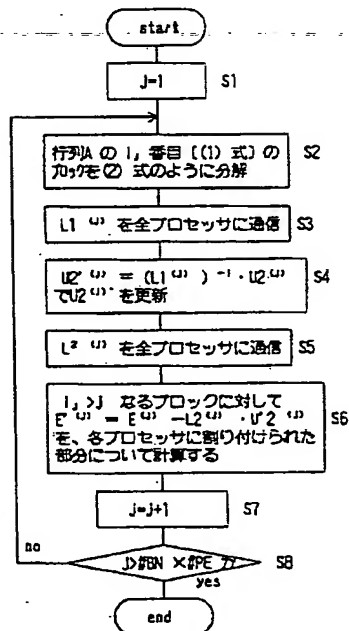 start
J=1 S1
行列A の Iⱼ 番目 [(1) 式] の S2
ブロックを(2) 式のように分解
L1⁽ʲ⁾ を全プロセッサに通信 S3
U2'⁽ʲ⁾ = (L1⁽ʲ⁾)⁻¹・U2⁽ʲ⁾ S4
でU2⁽ʲ⁾を更新
L2⁽ʲ⁾ を全プロセッサに通信 S5
Iⱼ>J なるブロックに対して S6
E'⁽ʲ⁾ = E⁽ʲ⁾ −L2⁽ʲ⁾・U'2⁽ʲ⁾
を、各プロセッサに割り付けられた
部分について計算する
J=J+1 S7
no
J>#BN ×#PE S8
yes
end